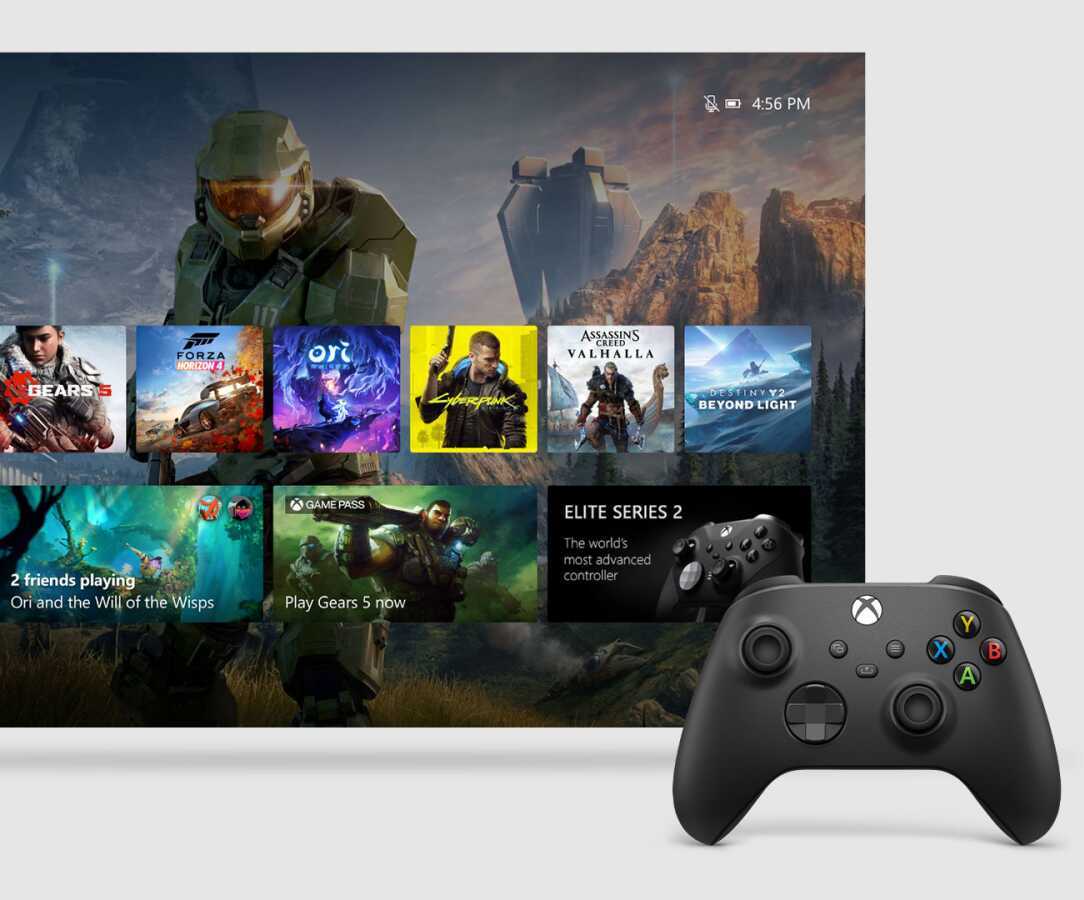 4:56 PM
117
GEARS 5
FORZA
HORIZON 4
ori
CYBERPUNK
ASSASSIN'S
CREED
VALHALLA
DESTINY 2
BEYOND LIGHT
2 friends playing
Ori and the Will of the Wisps
GAME PASS
Play Gears 5 now
ELITE SERIES 2
The world's
most advanced
controller
Y
X
B
A